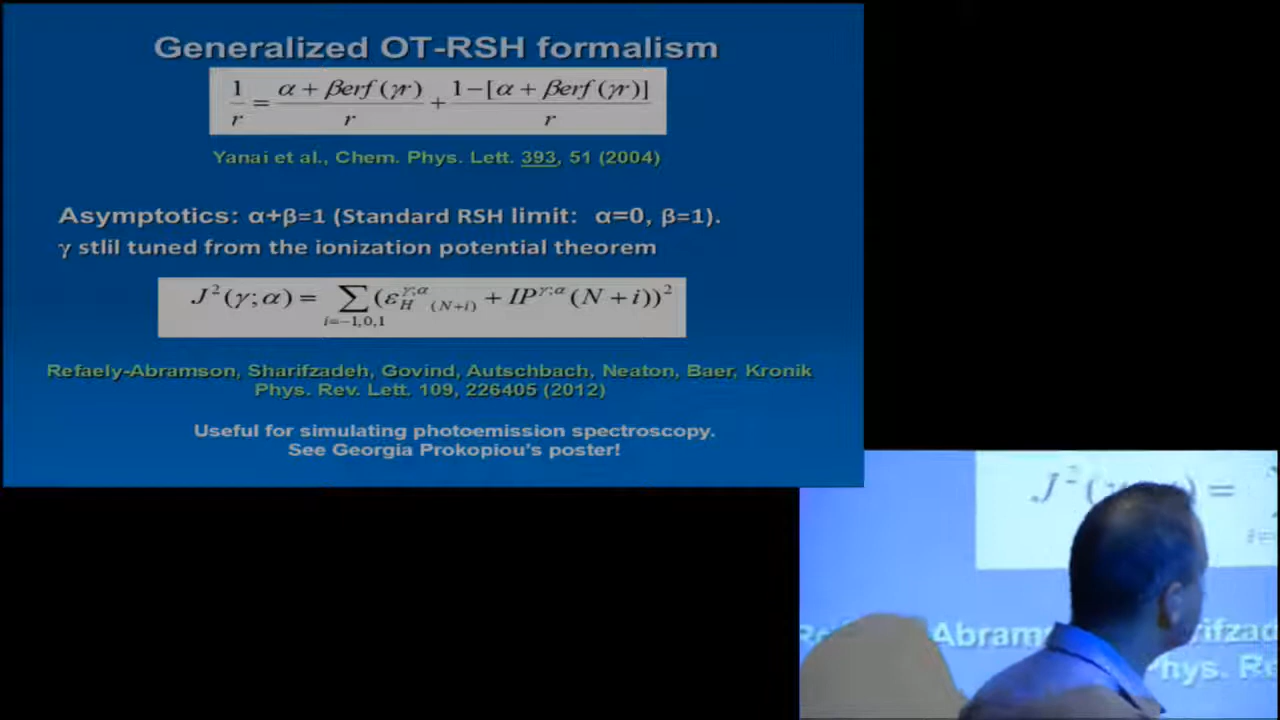 Generalized OT-RSH formalism
1/r = α + βerf(γr)/r + 1−[α + βerf(γr)]/r
Yanai et al., Chem. Phys. Lett. 393, 51 (2004)
Asymptotics: α+β=1 (Standard RSH limit: α=0, β=1).
γ stlil tuned from the ionization potential theorem
J²(γ;α) = ∑ i=−1,0,1 (ε_H^γ;α (N+i) + IP^γ;α (N + i))²
Refaely-Abramson, Sharifzadeh, Govind, Autschbach, Neaton, Baer, Kronik
Phys. Rev. Lett. 109, 226405 (2012)
Useful for simulating photoemission spectroscopy.
See Georgia Prokopiou's poster!
J²( =